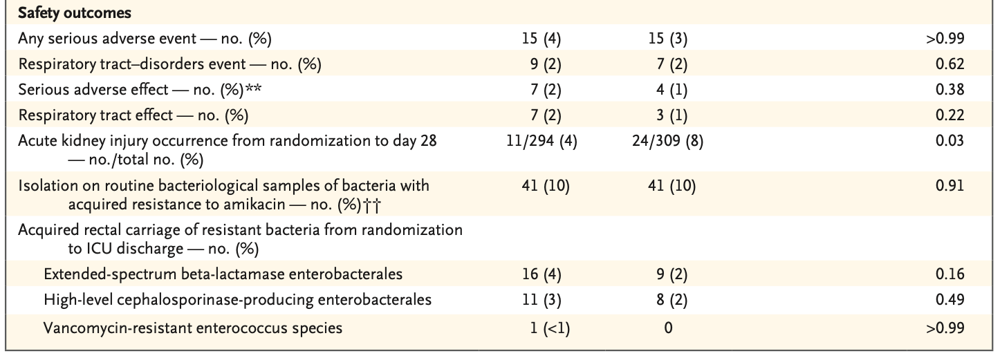 Safety outcomes
Any serious adverse event — no. (%) 15 (4) 15 (3) >0.99
Respiratory tract–disorders event — no. (%) 9 (2) 7 (2) 0.62
Serious adverse effect — no. (%)** 7 (2) 4 (1) 0.38
Respiratory tract effect — no. (%) 7 (2) 3 (1) 0.22
Acute kidney injury occurrence from randomization to day 28 11/294 (4) 24/309 (8) 0.03
— no./total no. (%)
Isolation on routine bacteriological samples of bacteria with 41 (10) 41 (10) 0.91
acquired resistance to amikacin — no. (%)††
Acquired rectal carriage of resistant bacteria from randomization
to ICU discharge — no. (%)
Extended-spectrum beta-lactamase enterobacterales 16 (4) 9 (2) 0.16
High-level cephalosporinase-producing enterobacterales 11 (3) 8 (2) 0.49
Vancomycin-resistant enterococcus species 1 (<1) 0 >0.99